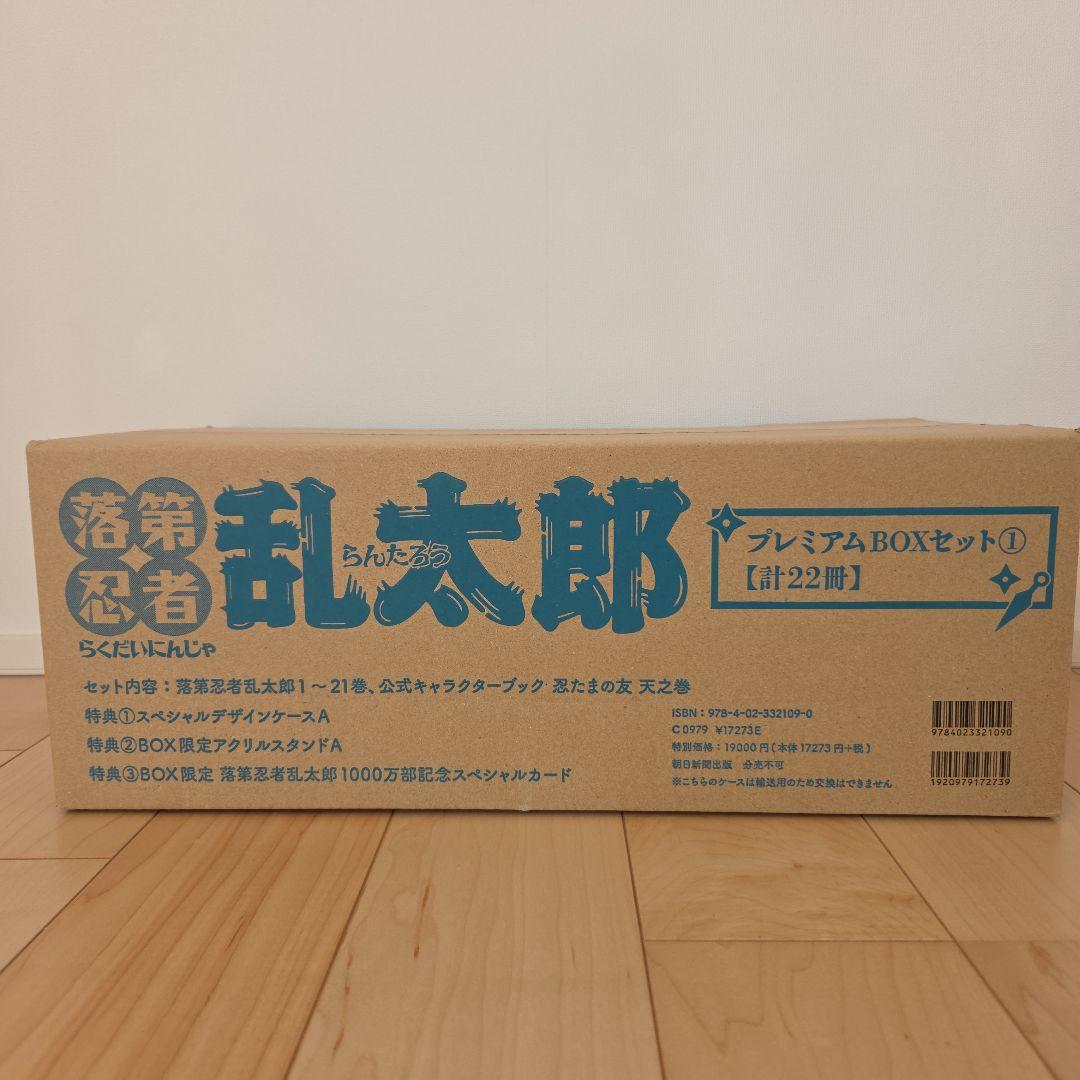 落第
忍者
らくだいにんじゃ
乱太郎
らんたろう
プレミアムBOXセット①
【計22冊】
セット内容：落第忍者乱太郎1～21巻、公式キャラクターブック 忍たまの友 天之巻
特典①スペシャルデザインケースA
特典②BOX限定アクリルスタンドA
特典③BOX限定 落第忍者乱太郎1000万部記念スペシャルカード
ISBN：978-4-02-332109-0
C0979 ¥17273E
特別価格：19000円（本体17273円+税）
朝日新聞出版 分売不可
※こちらのケースは輸送用のため交換はできません
9784023321090
1920979172739